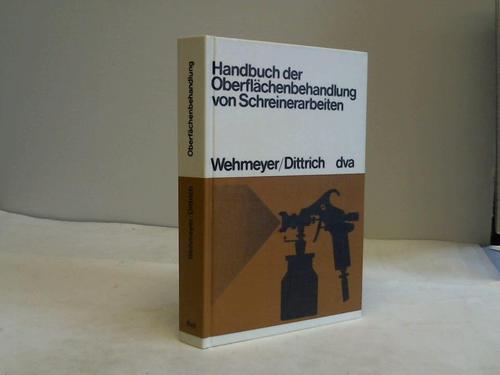 Handbuch der
Oberflächenbehandlung
von Schreinerarbeiten
Wehmeyer/Dittrich dva
Oberflächenbehandlung
Wehmeyer/Dittrich